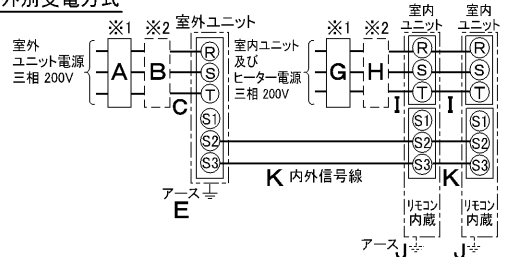 外別受電方式
※1 ※2 室外ユニット ※1 ※2 室内ユニット 室内ユニット
室外
ユニット電源
三相 200V
A B C
R
S
T
S1
S2
S3
アース
E
室内ユニット
及び
ヒーター電源
三相 200V
G H I I
R R
S S
T T
S1 S1
S2 S2
S3 S3
K 内外信号線 K
リモコン
内蔵
リモコン
内蔵
アース J J